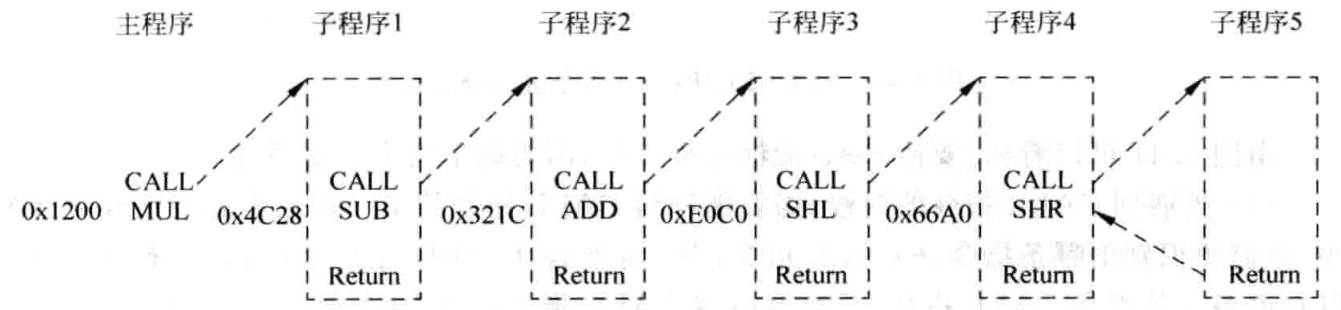 主程序 子程序1 子程序2 子程序3 子程序4 子程序5
CALL CALL CALL CALL CALL
0x1200 MUL 0x4C28 SUB 0x321C ADD 0xE0C0 SHL 0x66A0 SHR
Return Return Return Return Return